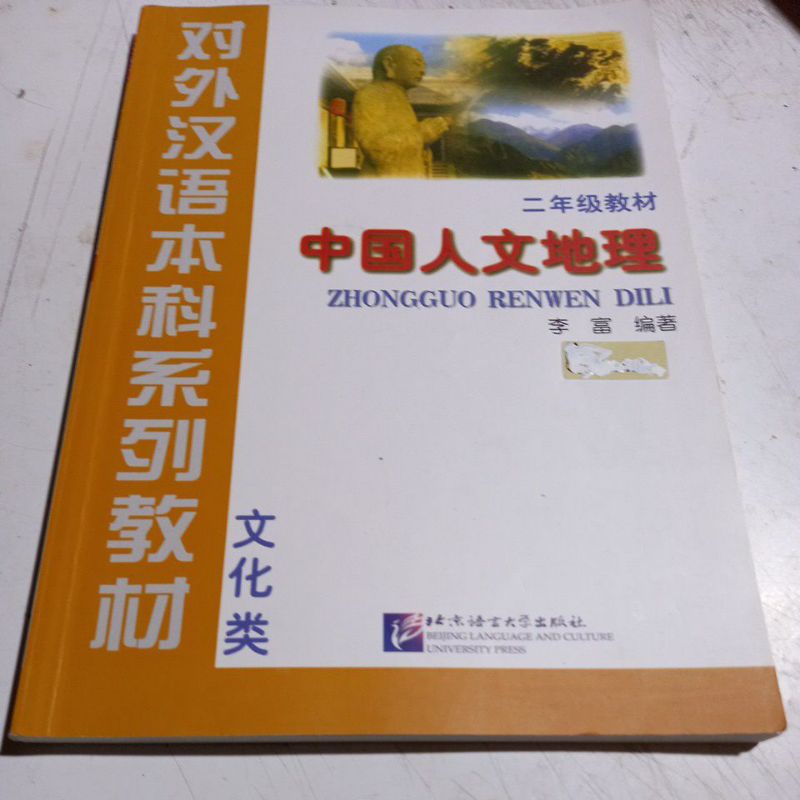 对外汉语本科系列教材
文化类
二年级教材
中国人文地理
ZHONGGUO RENWEN DILI
李富 编著
北京语言大学出版社
BEIJING LANGUAGE AND CULTURE
UNIVERSITY PRESS